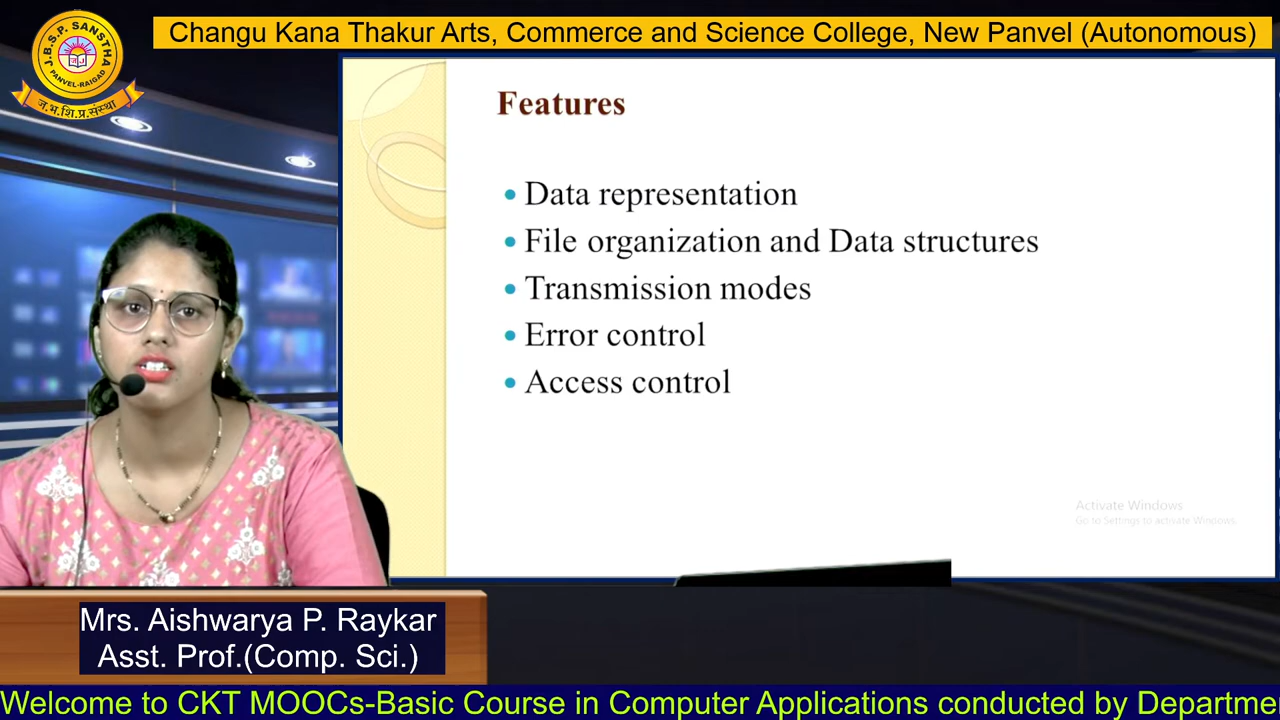 Changu Kana Thakur Arts, Commerce and Science College, New Panvel (Autonomous)
J.B.S.P. SANSTHA
PANVEL-RAIGAD
ज.भ.शि.प्र.संस्था
Features
• Data representation
• File organization and Data structures
• Transmission modes
• Error control
• Access control
Activate Windows
Go to Settings to activate Windows.
Mrs. Aishwarya P. Raykar
Asst. Prof.(Comp. Sci.)
Welcome to CKT MOOCs-Basic Course in Computer Applications conducted by Departme